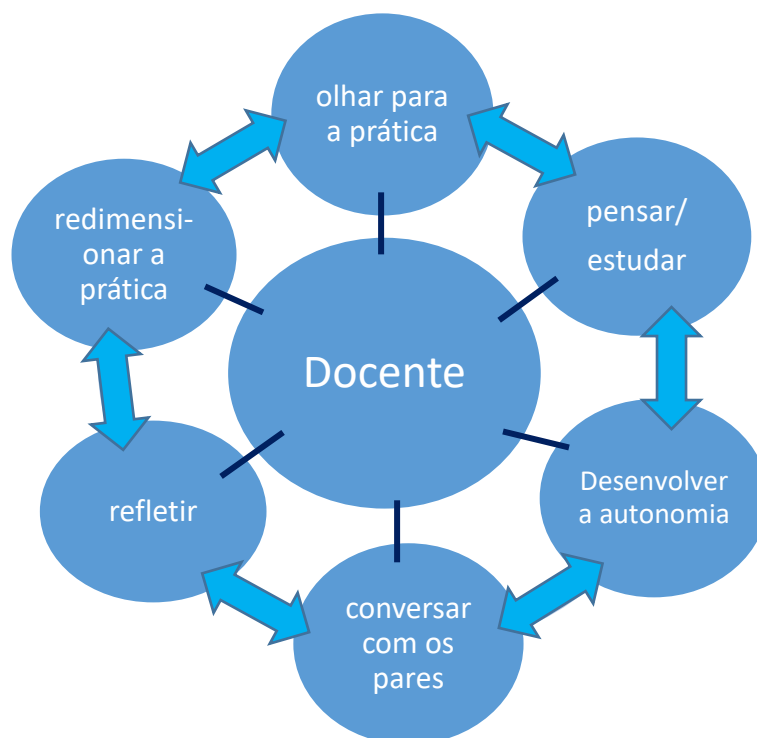 olhar para
a prática
pensar/
estudar
Desenvolver
a autonomia
conversar
com os
pares
refletir
redimensi-
onar a
prática
Docente